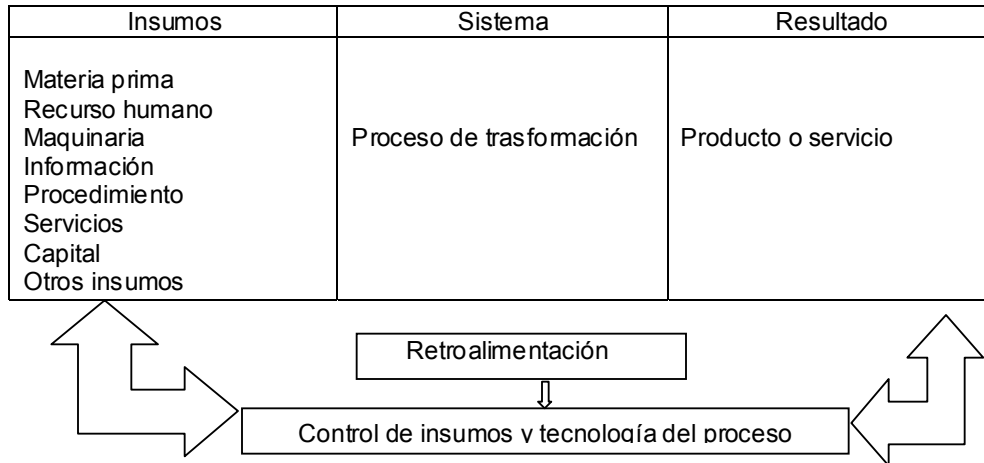 Insumos Sistema Resultado
Materia prima
Recurso humano
Maquinaria
Información
Procedimiento
Servicios
Capital
Otros insumos
Proceso de trasformación
Producto o servicio
Retroalimentación
Control de insumos y tecnología del proceso